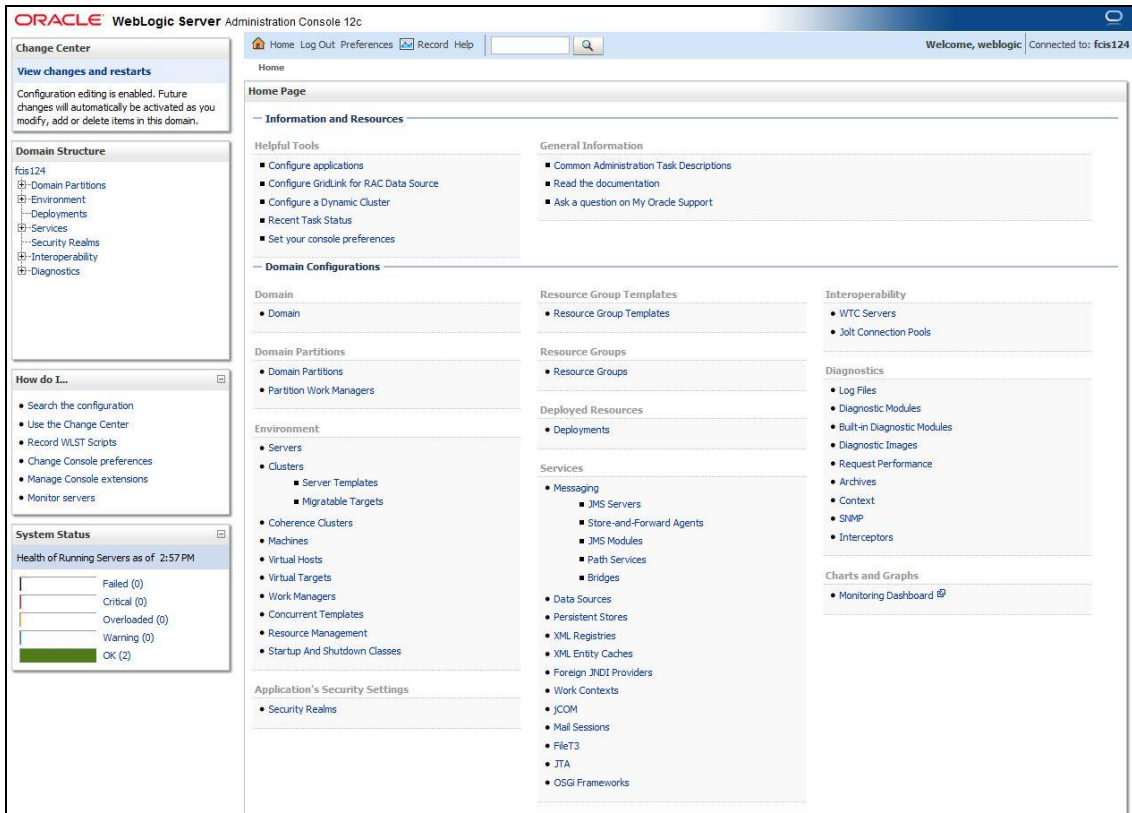 ORACLE WebLogic Server Administration Console 12c
Change Center
View changes and restarts
Configuration editing is enabled. Future
changes will automatically be activated as you
modify, add or delete items in this domain.
Domain Structure
fcis124
Domain Partitions
Environment
Deployments
Services
Security Realms
Interoperability
Diagnostics
How do I...
Search the configuration
Use the Change Center
Record WLST Scripts
Change Console preferences
Manage Console extensions
Monitor servers
System Status
Health of Running Servers as of 2:57 PM
Failed (0)
Critical (0)
Overloaded (0)
Warning (0)
OK (2)
Home Log Out Preferences Record Help
Welcome, weblogic Connected to: fcis124
Home
Home Page
Information and Resources
Helpful Tools
Configure applications
Configure GridLink for RAC Data Source
Configure a Dynamic Cluster
Recent Task Status
Set your console preferences
General Information
Common Administration Task Descriptions
Read the documentation
Ask a question on My Oracle Support
Domain Configurations
Domain
Domain
Domain Partitions
Domain Partitions
Partition Work Managers
Environment
Servers
Clusters
Server Templates
Migratable Targets
Coherence Clusters
Machines
Virtual Hosts
Virtual Targets
Work Managers
Concurrent Templates
Resource Management
Startup And Shutdown Classes
Application's Security Settings
Security Realms
Resource Group Templates
Resource Group Templates
Resource Groups
Resource Groups
Deployed Resources
Deployments
Services
Messaging
JMS Servers
Store-and-Forward Agents
JMS Modules
Path Services
Bridges
Data Sources
Persistent Stores
XML Registries
XML Entity Caches
Foreign JNDI Providers
Work Contexts
jCOM
Mail Sessions
FileT3
JTA
OSGi Frameworks
Interoperability
WTC Servers
Jolt Connection Pools
Diagnostics
Log Files
Diagnostic Modules
Built-in Diagnostic Modules
Diagnostic Images
Request Performance
Archives
Context
SNMP
Interceptors
Charts and Graphs
Monitoring Dashboard